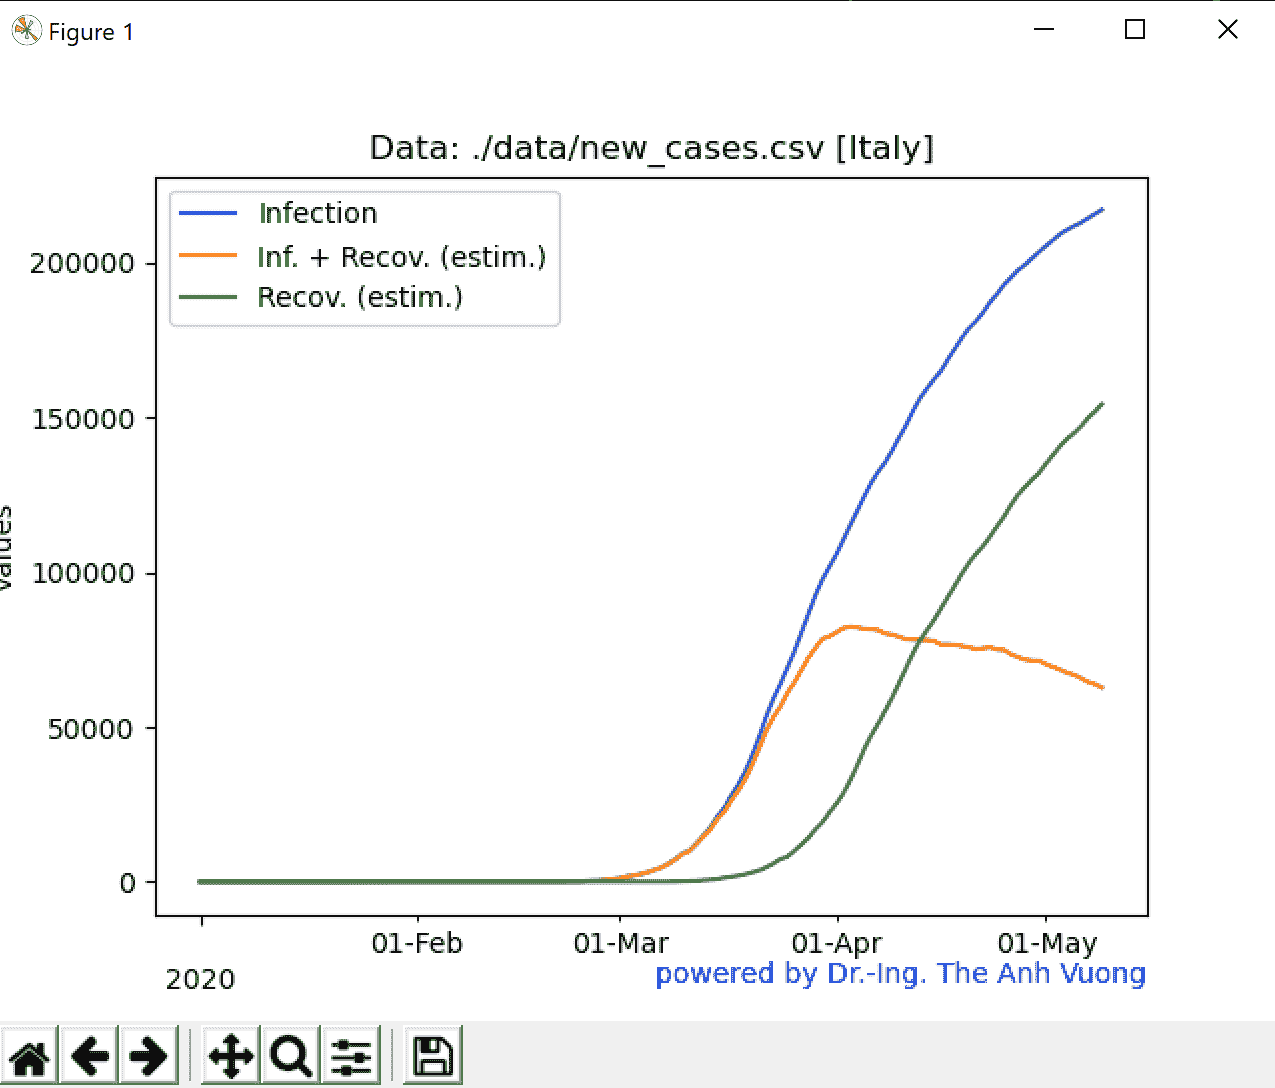 Figure 1
Data: ./data/new_cases.csv [Italy]
Infection
Inf. + Recov. (estim.)
Recov. (estim.)
200000
150000
100000
50000
0
values
01-Feb
01-Mar
01-Apr
01-May
2020
powered by Dr.-Ing. The Anh Vuong